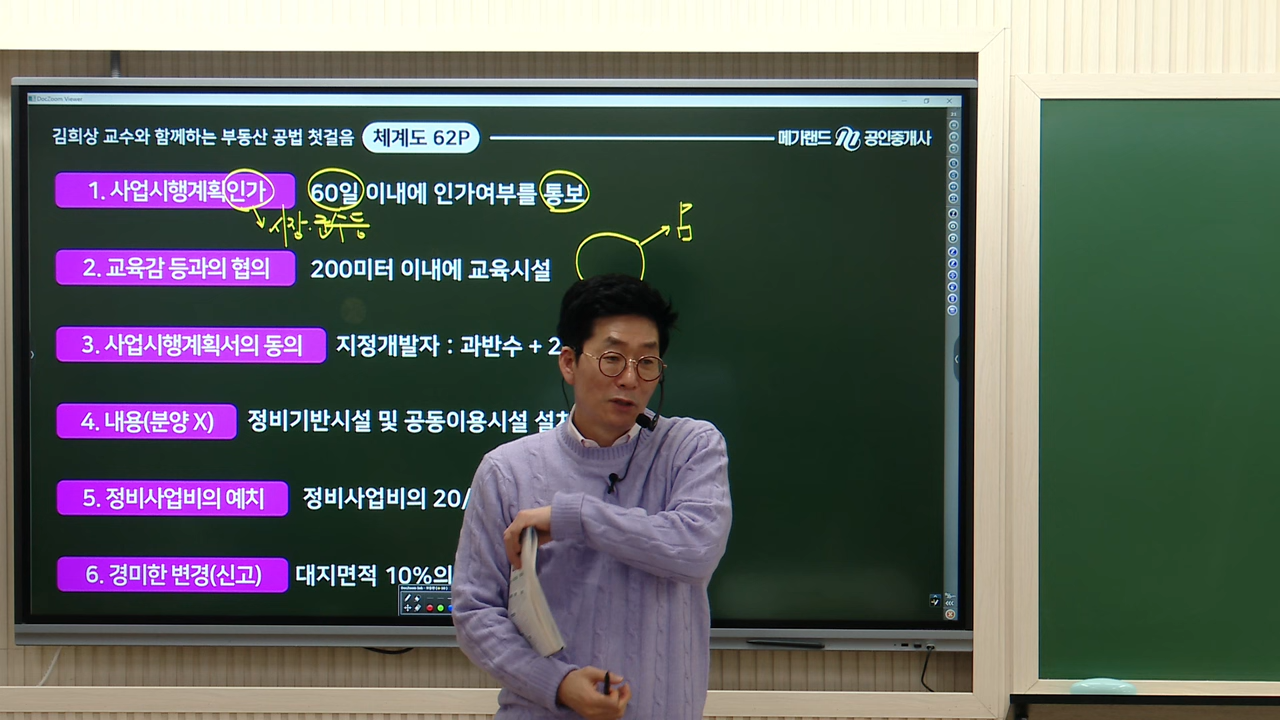 DocZoom Viewer
김희상 교수와 함께하는 부동산 공법 첫걸음 체계도 62P 메가랜드 공인중개사
1. 사업시행계획인가 60일 이내에 인가여부를 통보
시장·군수등
2. 교육감 등과의 협의 200미터 이내에 교육시설
3. 사업시행계획서의 동의 지정개발자 : 과반수 + 2
4. 내용(분양 X) 정비기반시설 및 공동이용시설 설치
5. 정비사업비의 예치 정비사업비의 20/
6. 경미한 변경(신고) 대지면적 10%의